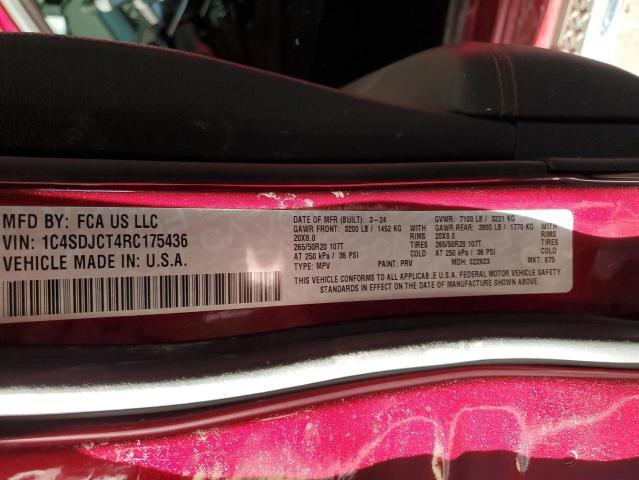 MFD BY: FCA US LLC
VIN: 1C4SDJCT4RC175436
VEHICLE MADE IN: U.S.A.
DATE OF MFR (BUILT): 3-24 GVWR: 7100 LB / 3221 KG
GAWR FRONT: 3200 LB / 1452 KG WITH GAWR REAR: 3900 LB / 1770 KG WITH
20X8.0 RIMS 20X8.0 RIMS
265/50R20 107T TIRES 265/50R20 107T TIRES
AT 250 kPa / 36 PSI COLD AT 250 kPa / 36 PSI COLD
TYPE: MPV PAINT: PRV MDH: 022923 MKT: 875
THIS VEHICLE CONFORMS TO ALL APPLICABLE U.S.A. FEDERAL MOTOR VEHICLE SAFETY
STANDARDS IN EFFECT ON THE DATE OF MANUFACTURE SHOWN ABOVE.